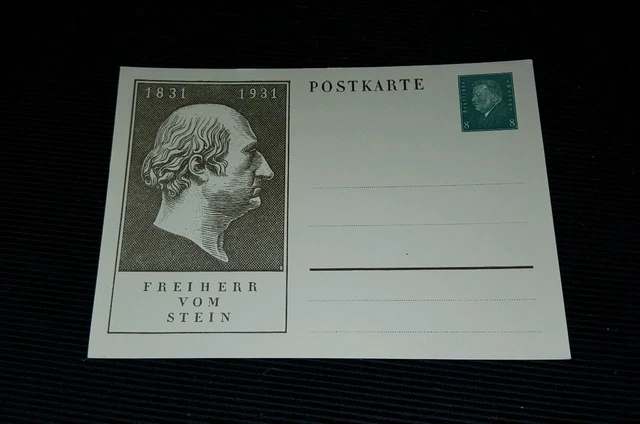 1831 1931
FREIHERR
VOM
STEIN
POSTKARTE
8 8